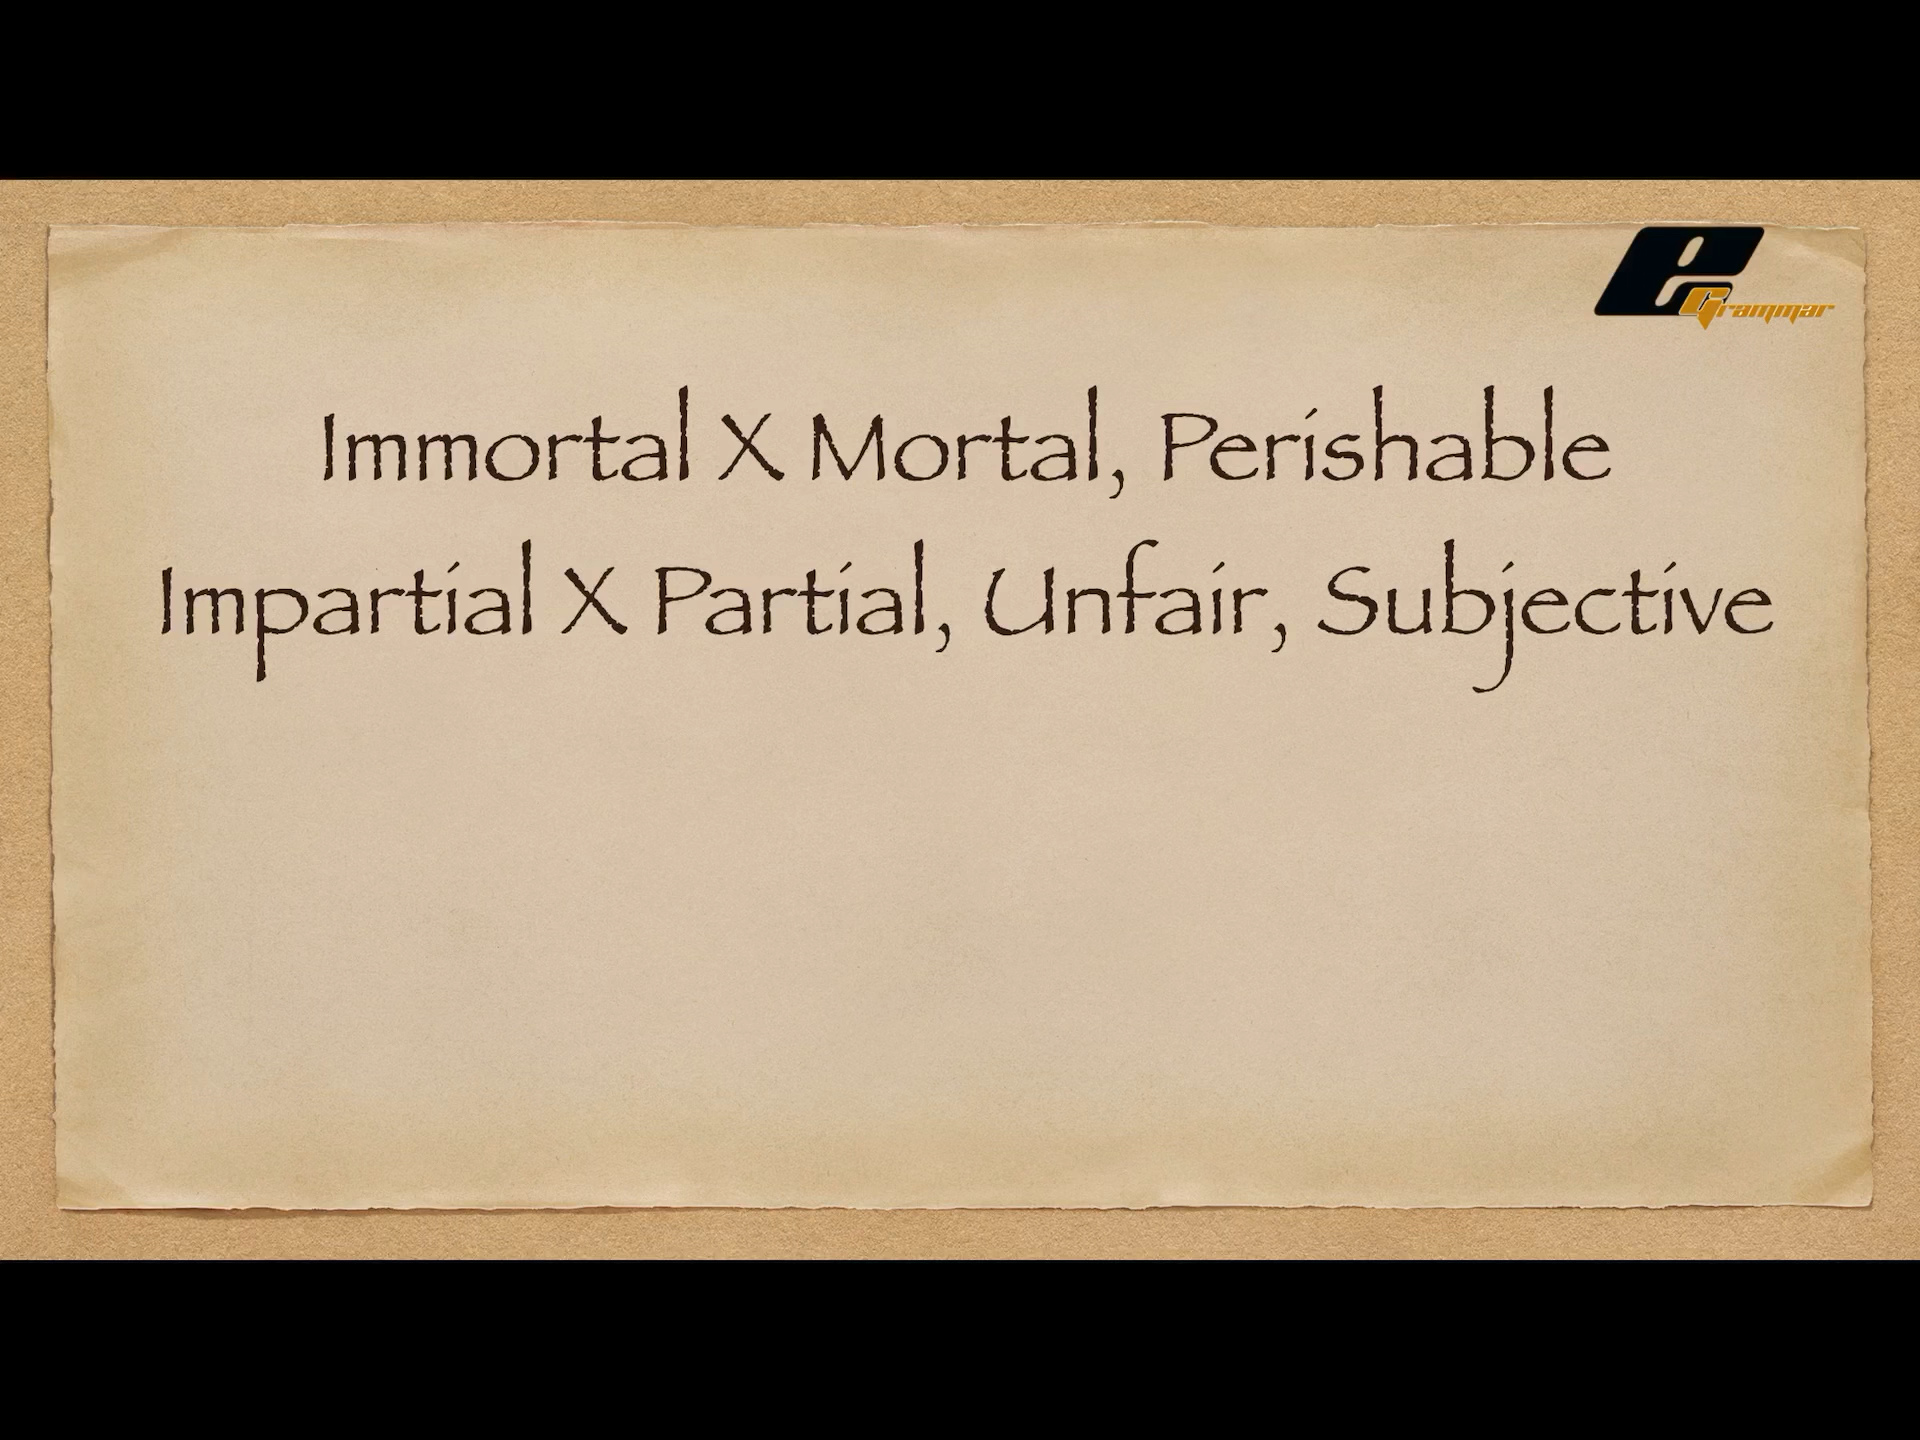 e Grammar
Immortal X Mortal, Perishable
Impartial X Partial, Unfair, Subjective